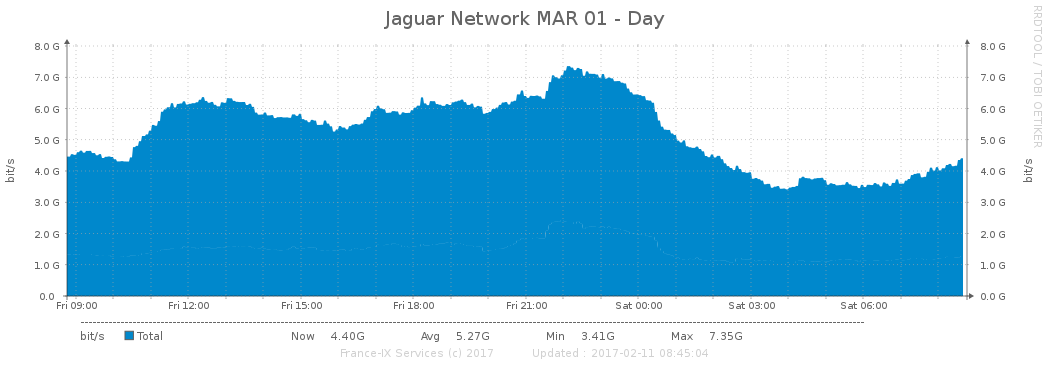 Jaguar Network MAR 01 - Day
RRDTOOL / TOBI OETIKER
bit/s
8.0 G 8.0 G
7.0 G 7.0 G
6.0 G 6.0 G
5.0 G 5.0 G
4.0 G 4.0 G
3.0 G 3.0 G
2.0 G 2.0 G
1.0 G 1.0 G
0.0 0.0 G
bit/s
Fri 09:00 Fri 12:00 Fri 15:00 Fri 18:00 Fri 21:00 Sat 00:00 Sat 03:00 Sat 06:00
bit/s Total Now 4.40G Avg 5.27G Min 3.41G Max 7.35G
France-IX Services (c) 2017 Updated : 2017-02-11 08:45:04